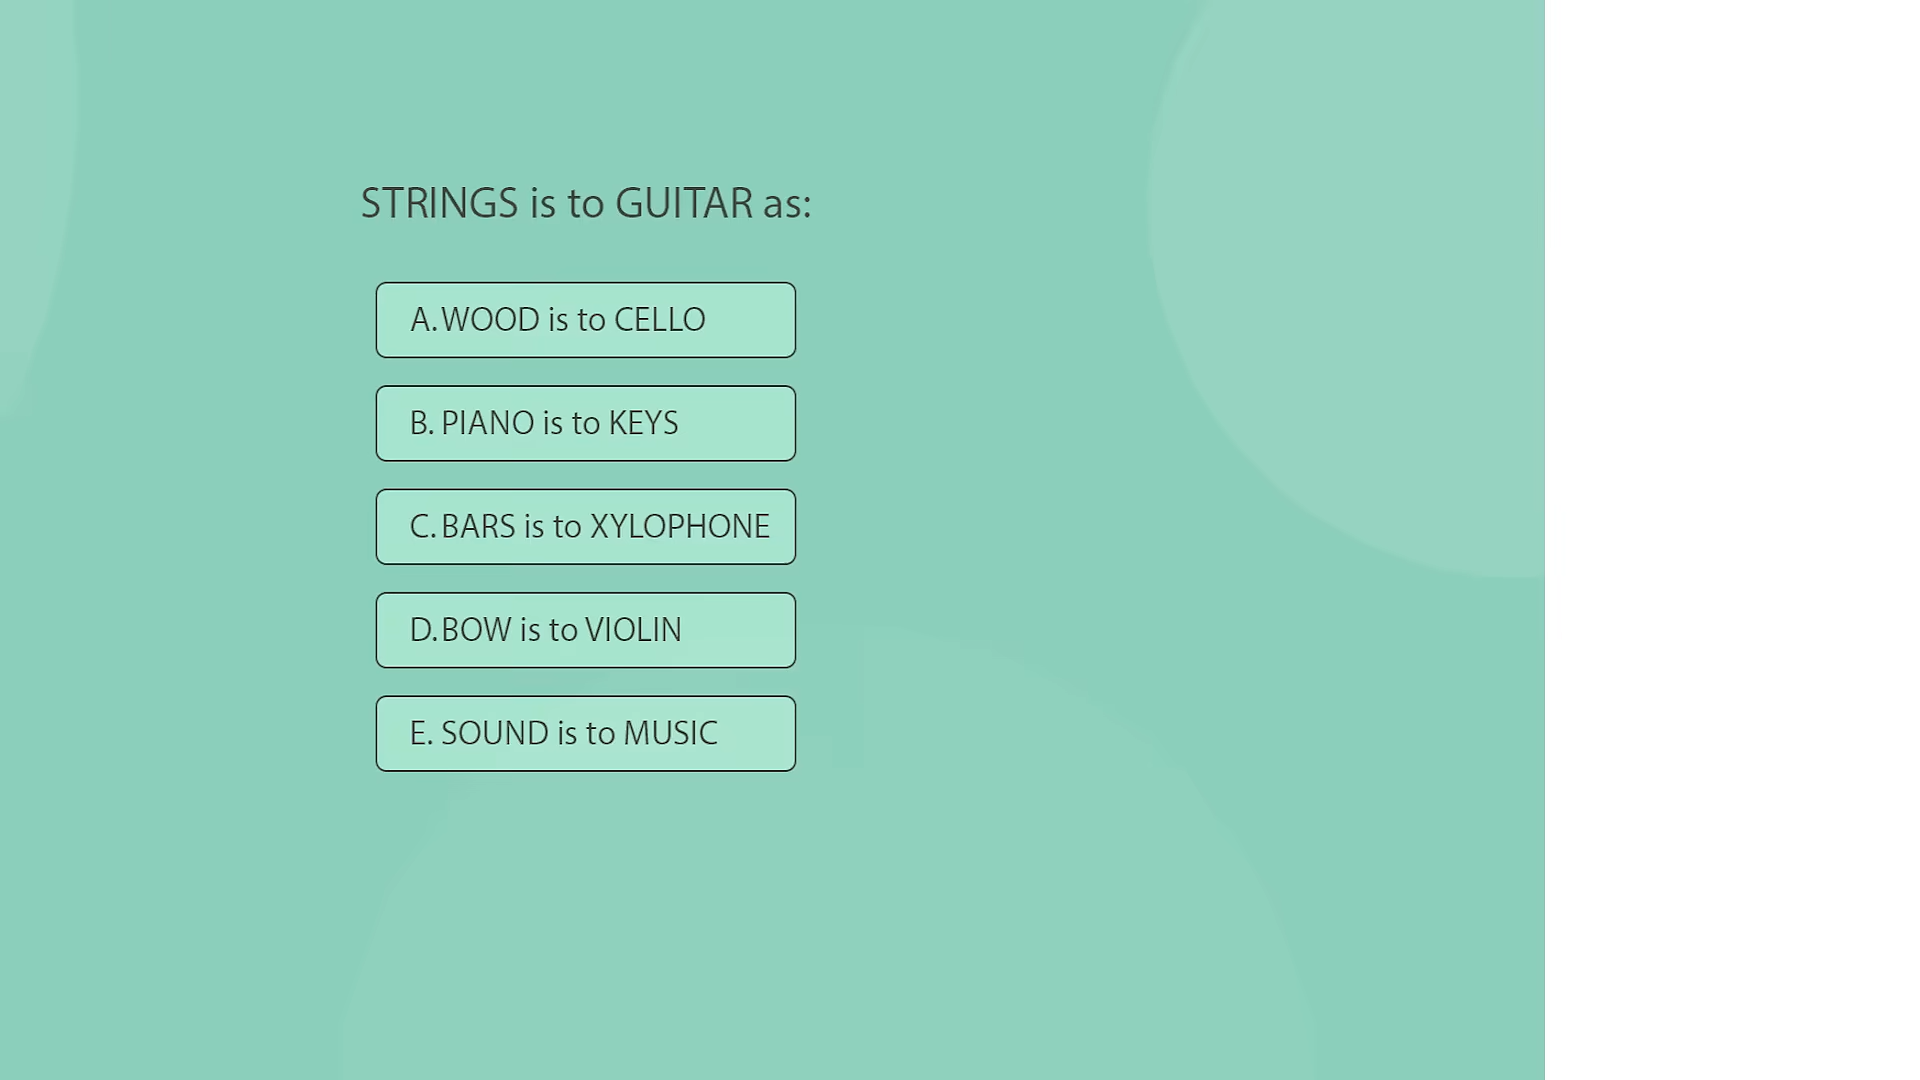 STRINGS is to GUITAR as:
A. WOOD is to CELLO
B. PIANO is to KEYS
C. BARS is to XYLOPHONE
D. BOW is to VIOLIN
E. SOUND is to MUSIC